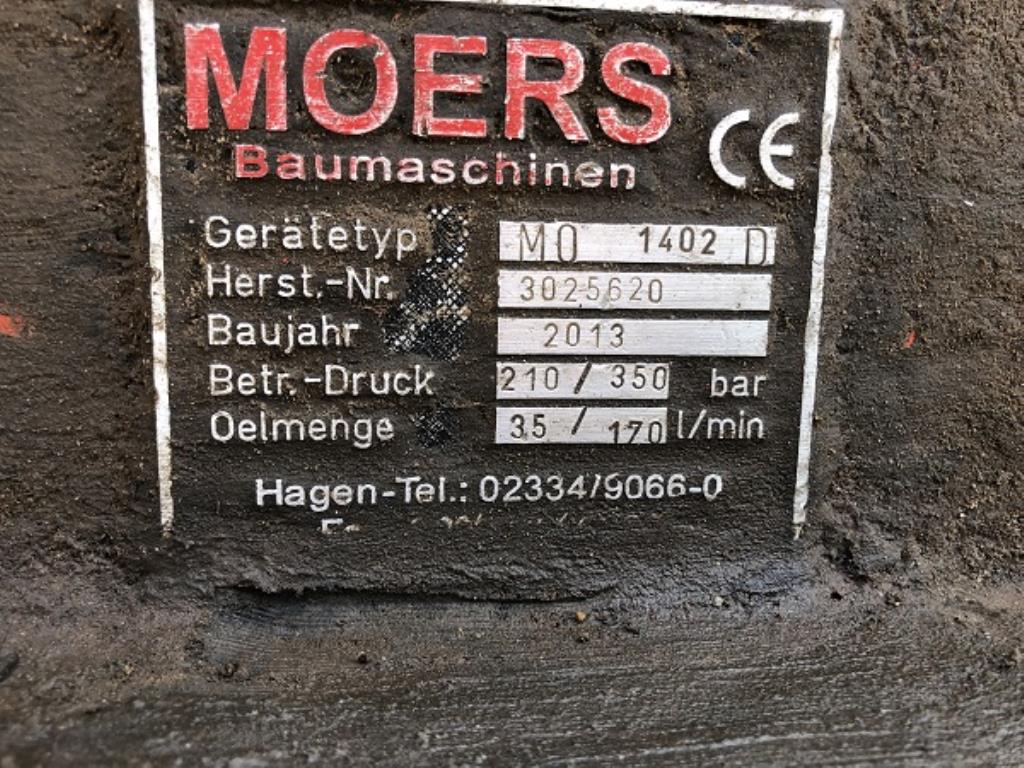 MOERS
Baumaschinen CE
Gerätetyp MO 1402 D
Herst.-Nr. 3025620
Baujahr 2013
Betr.-Druck 210 / 350 bar
Oelmenge 35 / 170 l/min
Hagen-Tel.: 02334/9066-0